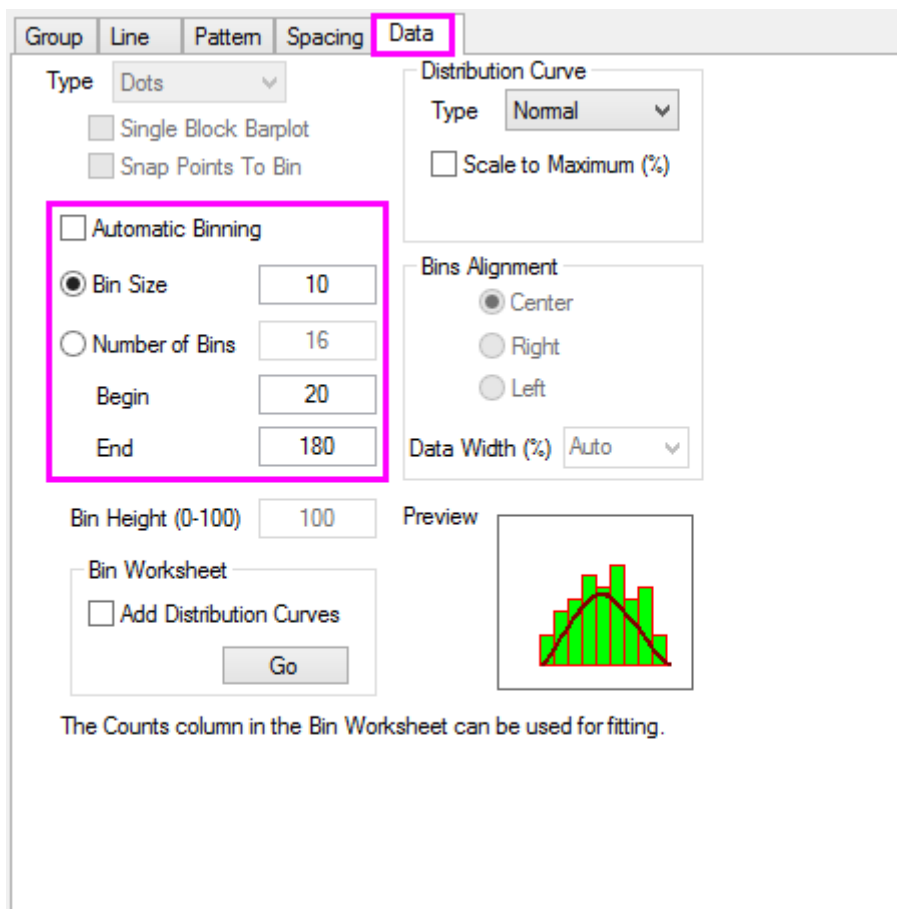 Group Line Pattern Spacing Data
Type Dots
Single Block Barplot
Snap Points To Bin
Automatic Binning
Bin Size 10
Number of Bins 16
Begin 20
End 180
Bin Height (0-100) 100
Bin Worksheet
Add Distribution Curves
Go
Distribution Curve
Type Normal
Scale to Maximum (%)
Bins Alignment
Center
Right
Left
Data Width (%) Auto
Preview
The Counts column in the Bin Worksheet can be used for fitting.